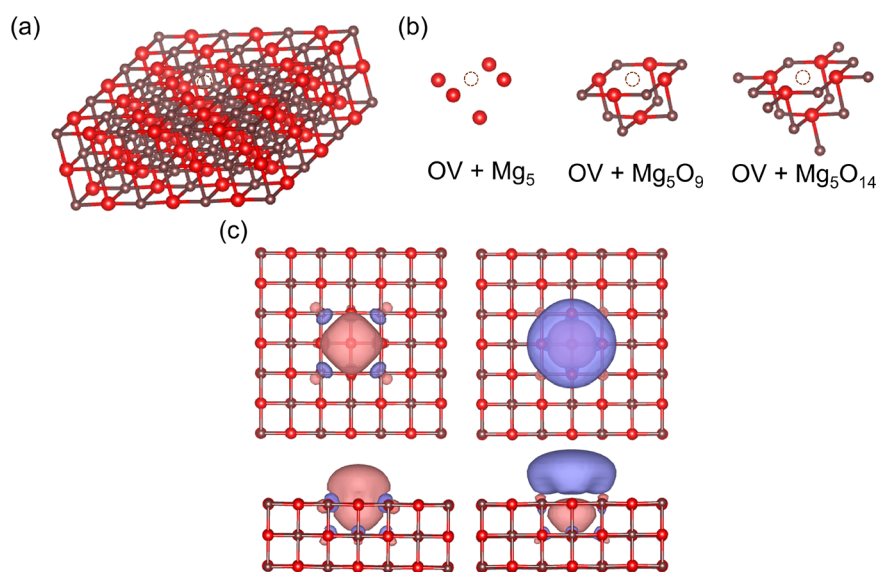 (a)
(b)
OV + Mg₅
OV + Mg₅O₉
OV + Mg₅O₁₄
(c)